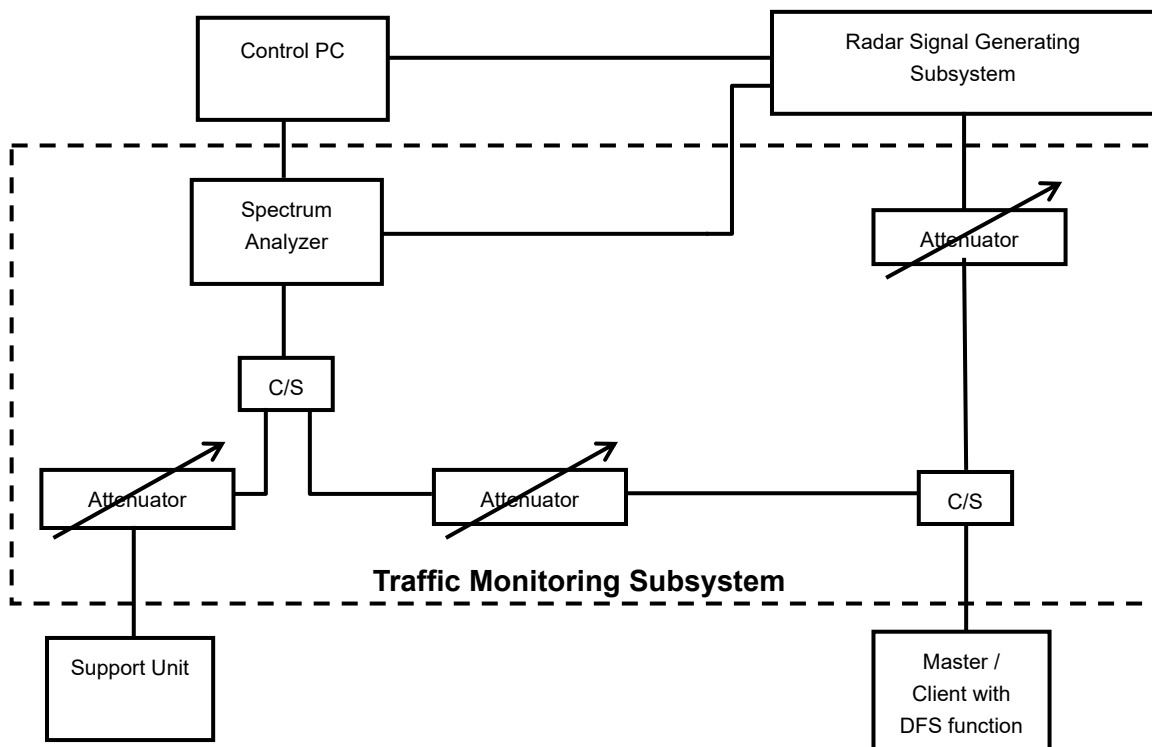 Control PC
Radar Signal Generating
Subsystem
Spectrum
Analyzer
Attenuator
C/S
Attenuator
Attenuator
C/S
Traffic Monitoring Subsystem
Support Unit
Master /
Client with
DFS function